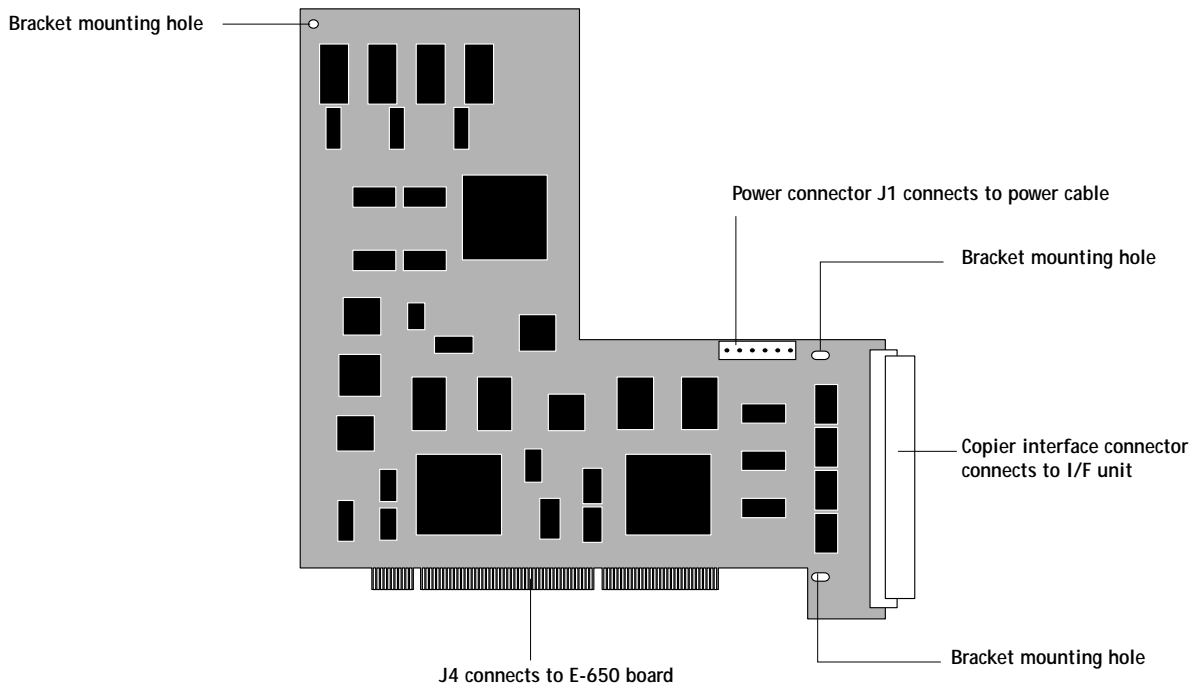 Bracket mounting hole
Power connector J1 connects to power cable
Bracket mounting hole
Copier interface connector
connects to I/F unit
Bracket mounting hole
J4 connects to E-650 board